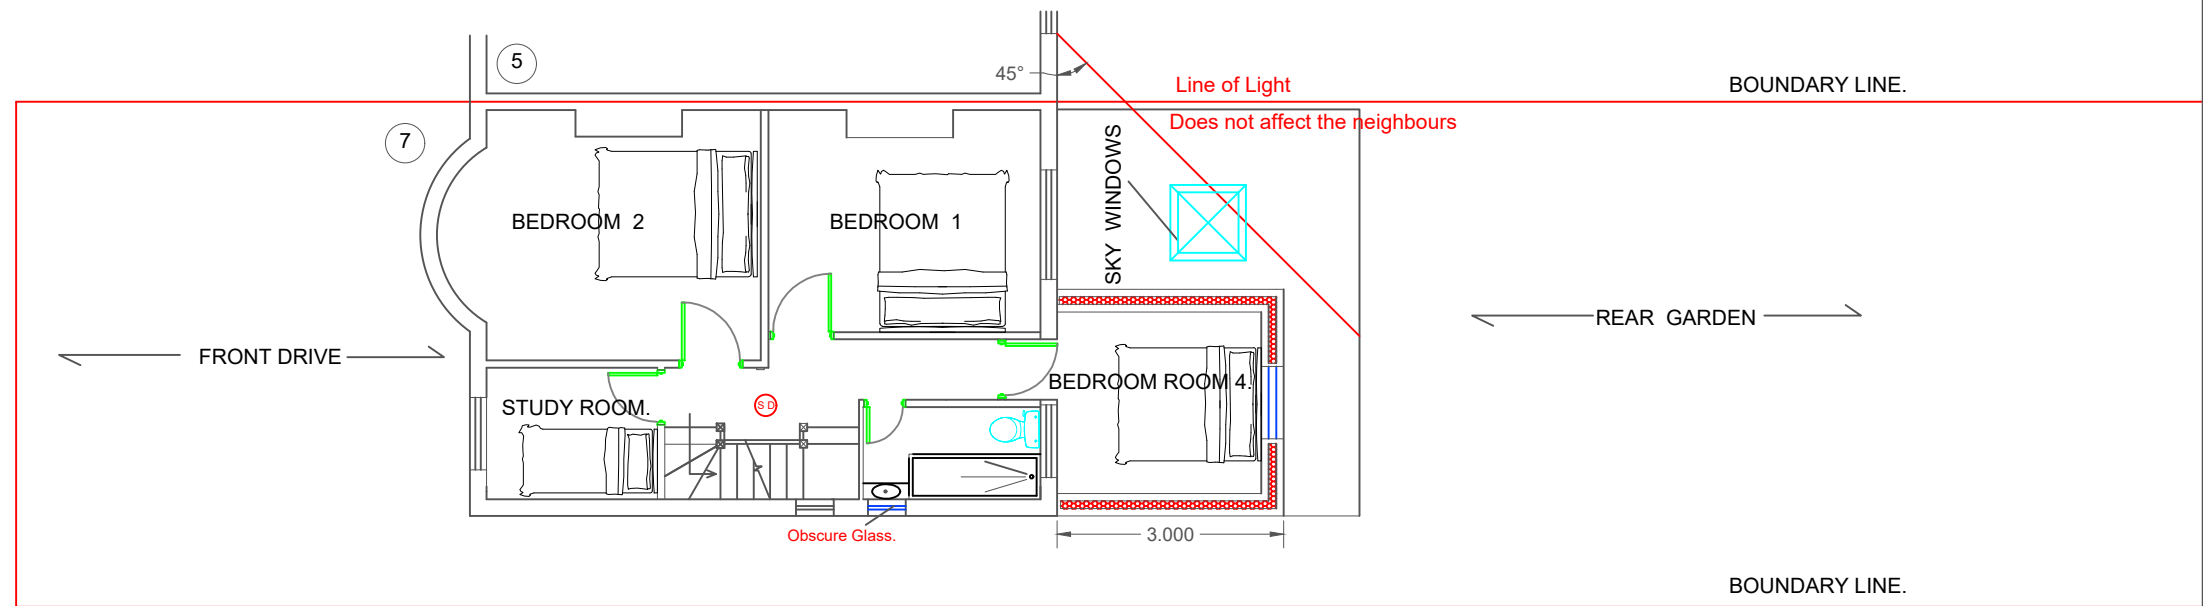 5
45°
Line of Light
BOUNDARY LINE.
Does not affect the neighbours
7
SKY WINDOWS
BEDROOM 2
BEDROOM 1
REAR GARDEN
FRONT DRIVE
BEDROOM ROOM 4.
STUDY ROOM.
S D
Obscure Glass.
3.000
BOUNDARY LINE.